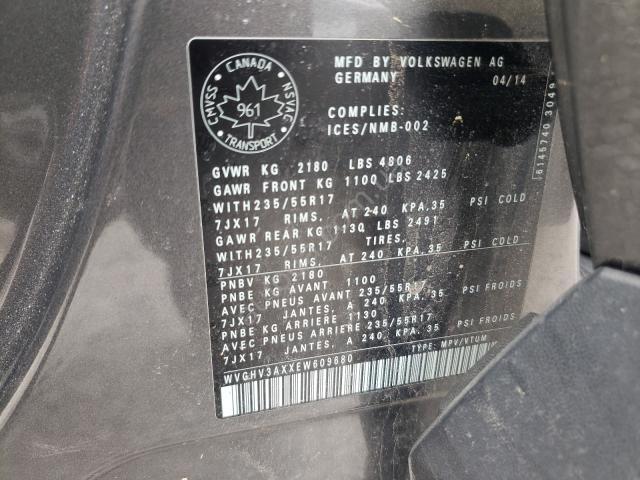 CANADA
CMVSS
NSVAC
961
TRANSPORT
MFD BY VOLKSWAGEN AG
GERMANY 04/14
COMPLIES:
ICES/NMB-002
GVWR KG 2180 LBS 4806
GAWR FRONT KG 1100 LBS 2425
WITH235/55R17
7JX17 RIMS, AT 240 KPA,35 PSI COLD
GAWR REAR KG 1130 LBS 2491
WITH235/55R17 TIRES,
7JX17 RIMS, AT 240 KPA,35 PSI COLD
PNBV KG 2180
PNBE KG AVANT 1100
AVEC PNEUS AVANT 235/55R17
7JX17 JANTES, A 240 KPA,35 PSI FROIDS
PNBE KG ARRIERE 1130
AVEC PNEUS ARRIERE 235/55R17
7JX17 JANTES, A 240 KPA,35 PSI FROIDS
TYPE: MPV/VTUM
WVGHV3AXXEW609680
6145740 3049